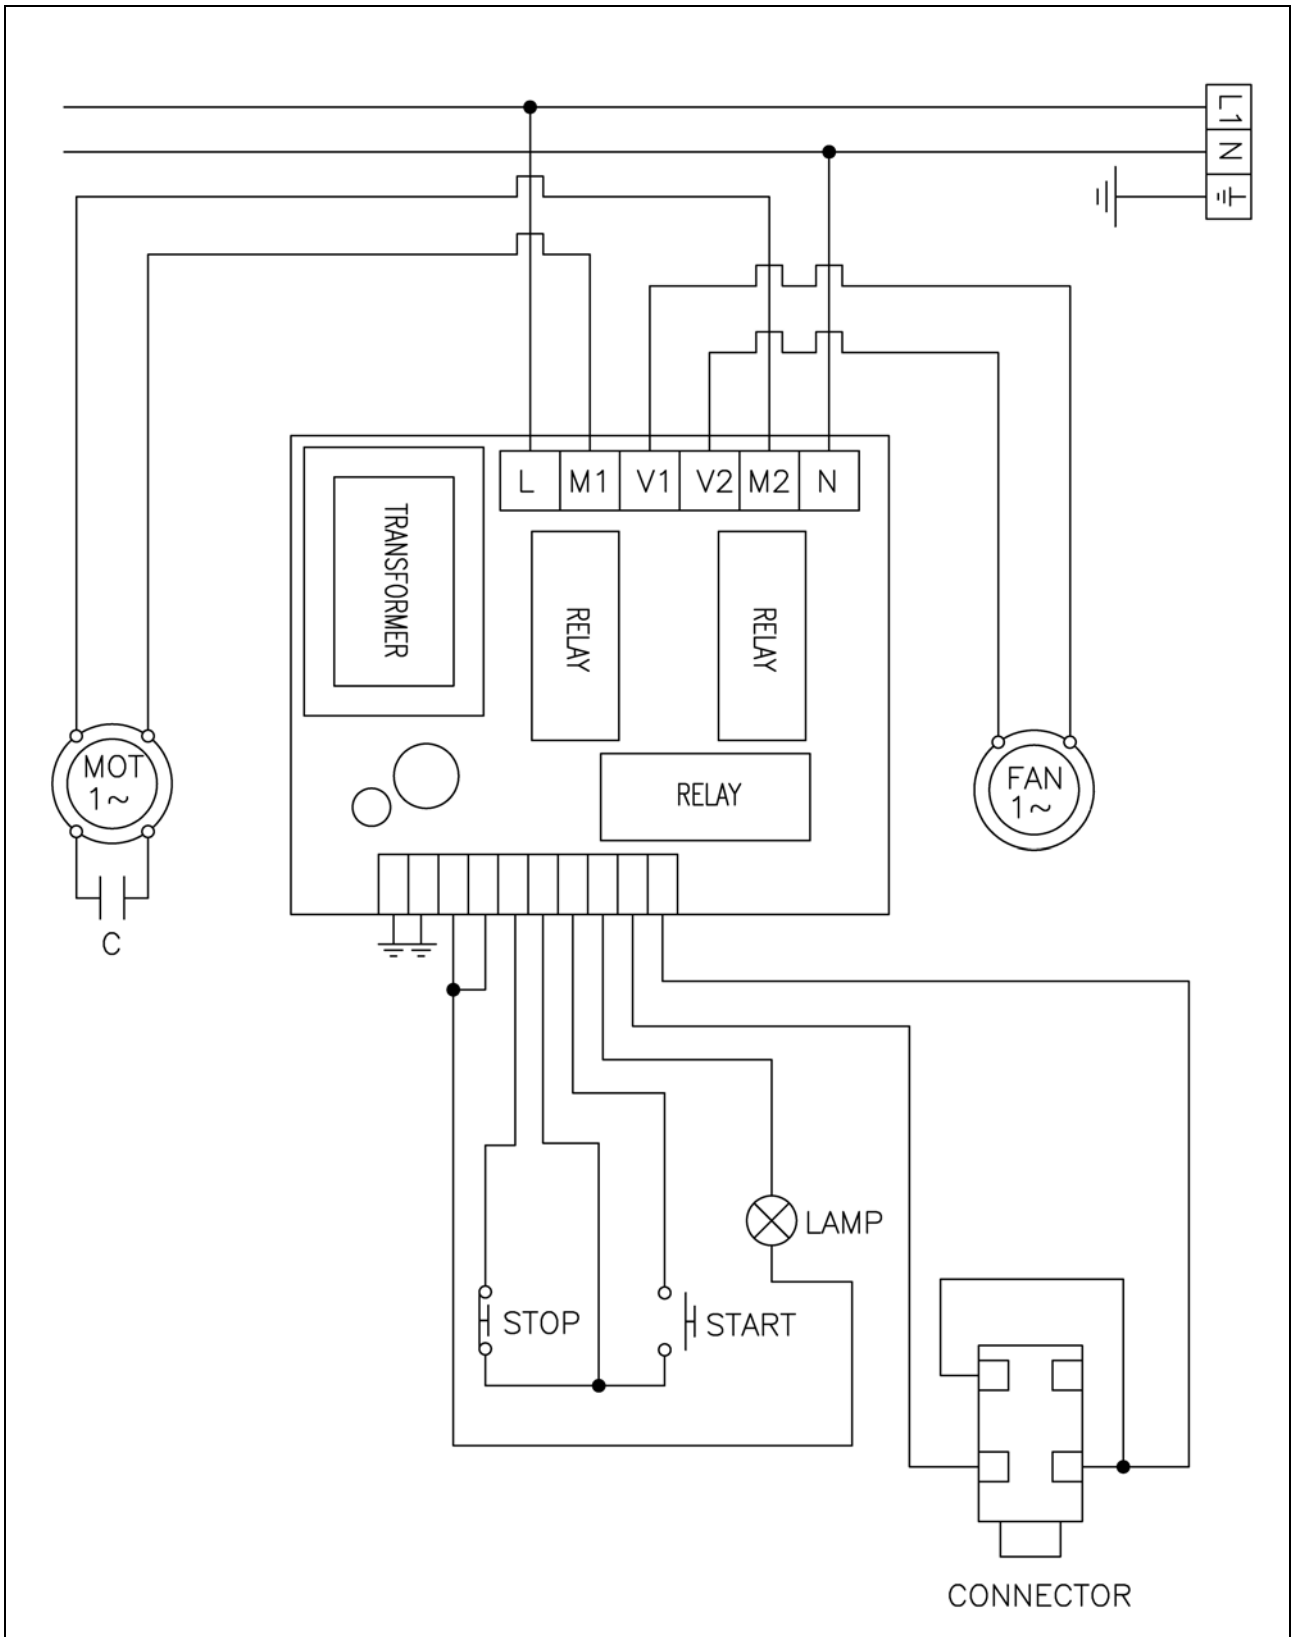 L1
N
L M1 V1 V2 M2 N
TRANSFORMER
RELAY
RELAY
RELAY
MOT
1~
FAN
1~
C
LAMP
STOP
START
CONNECTOR